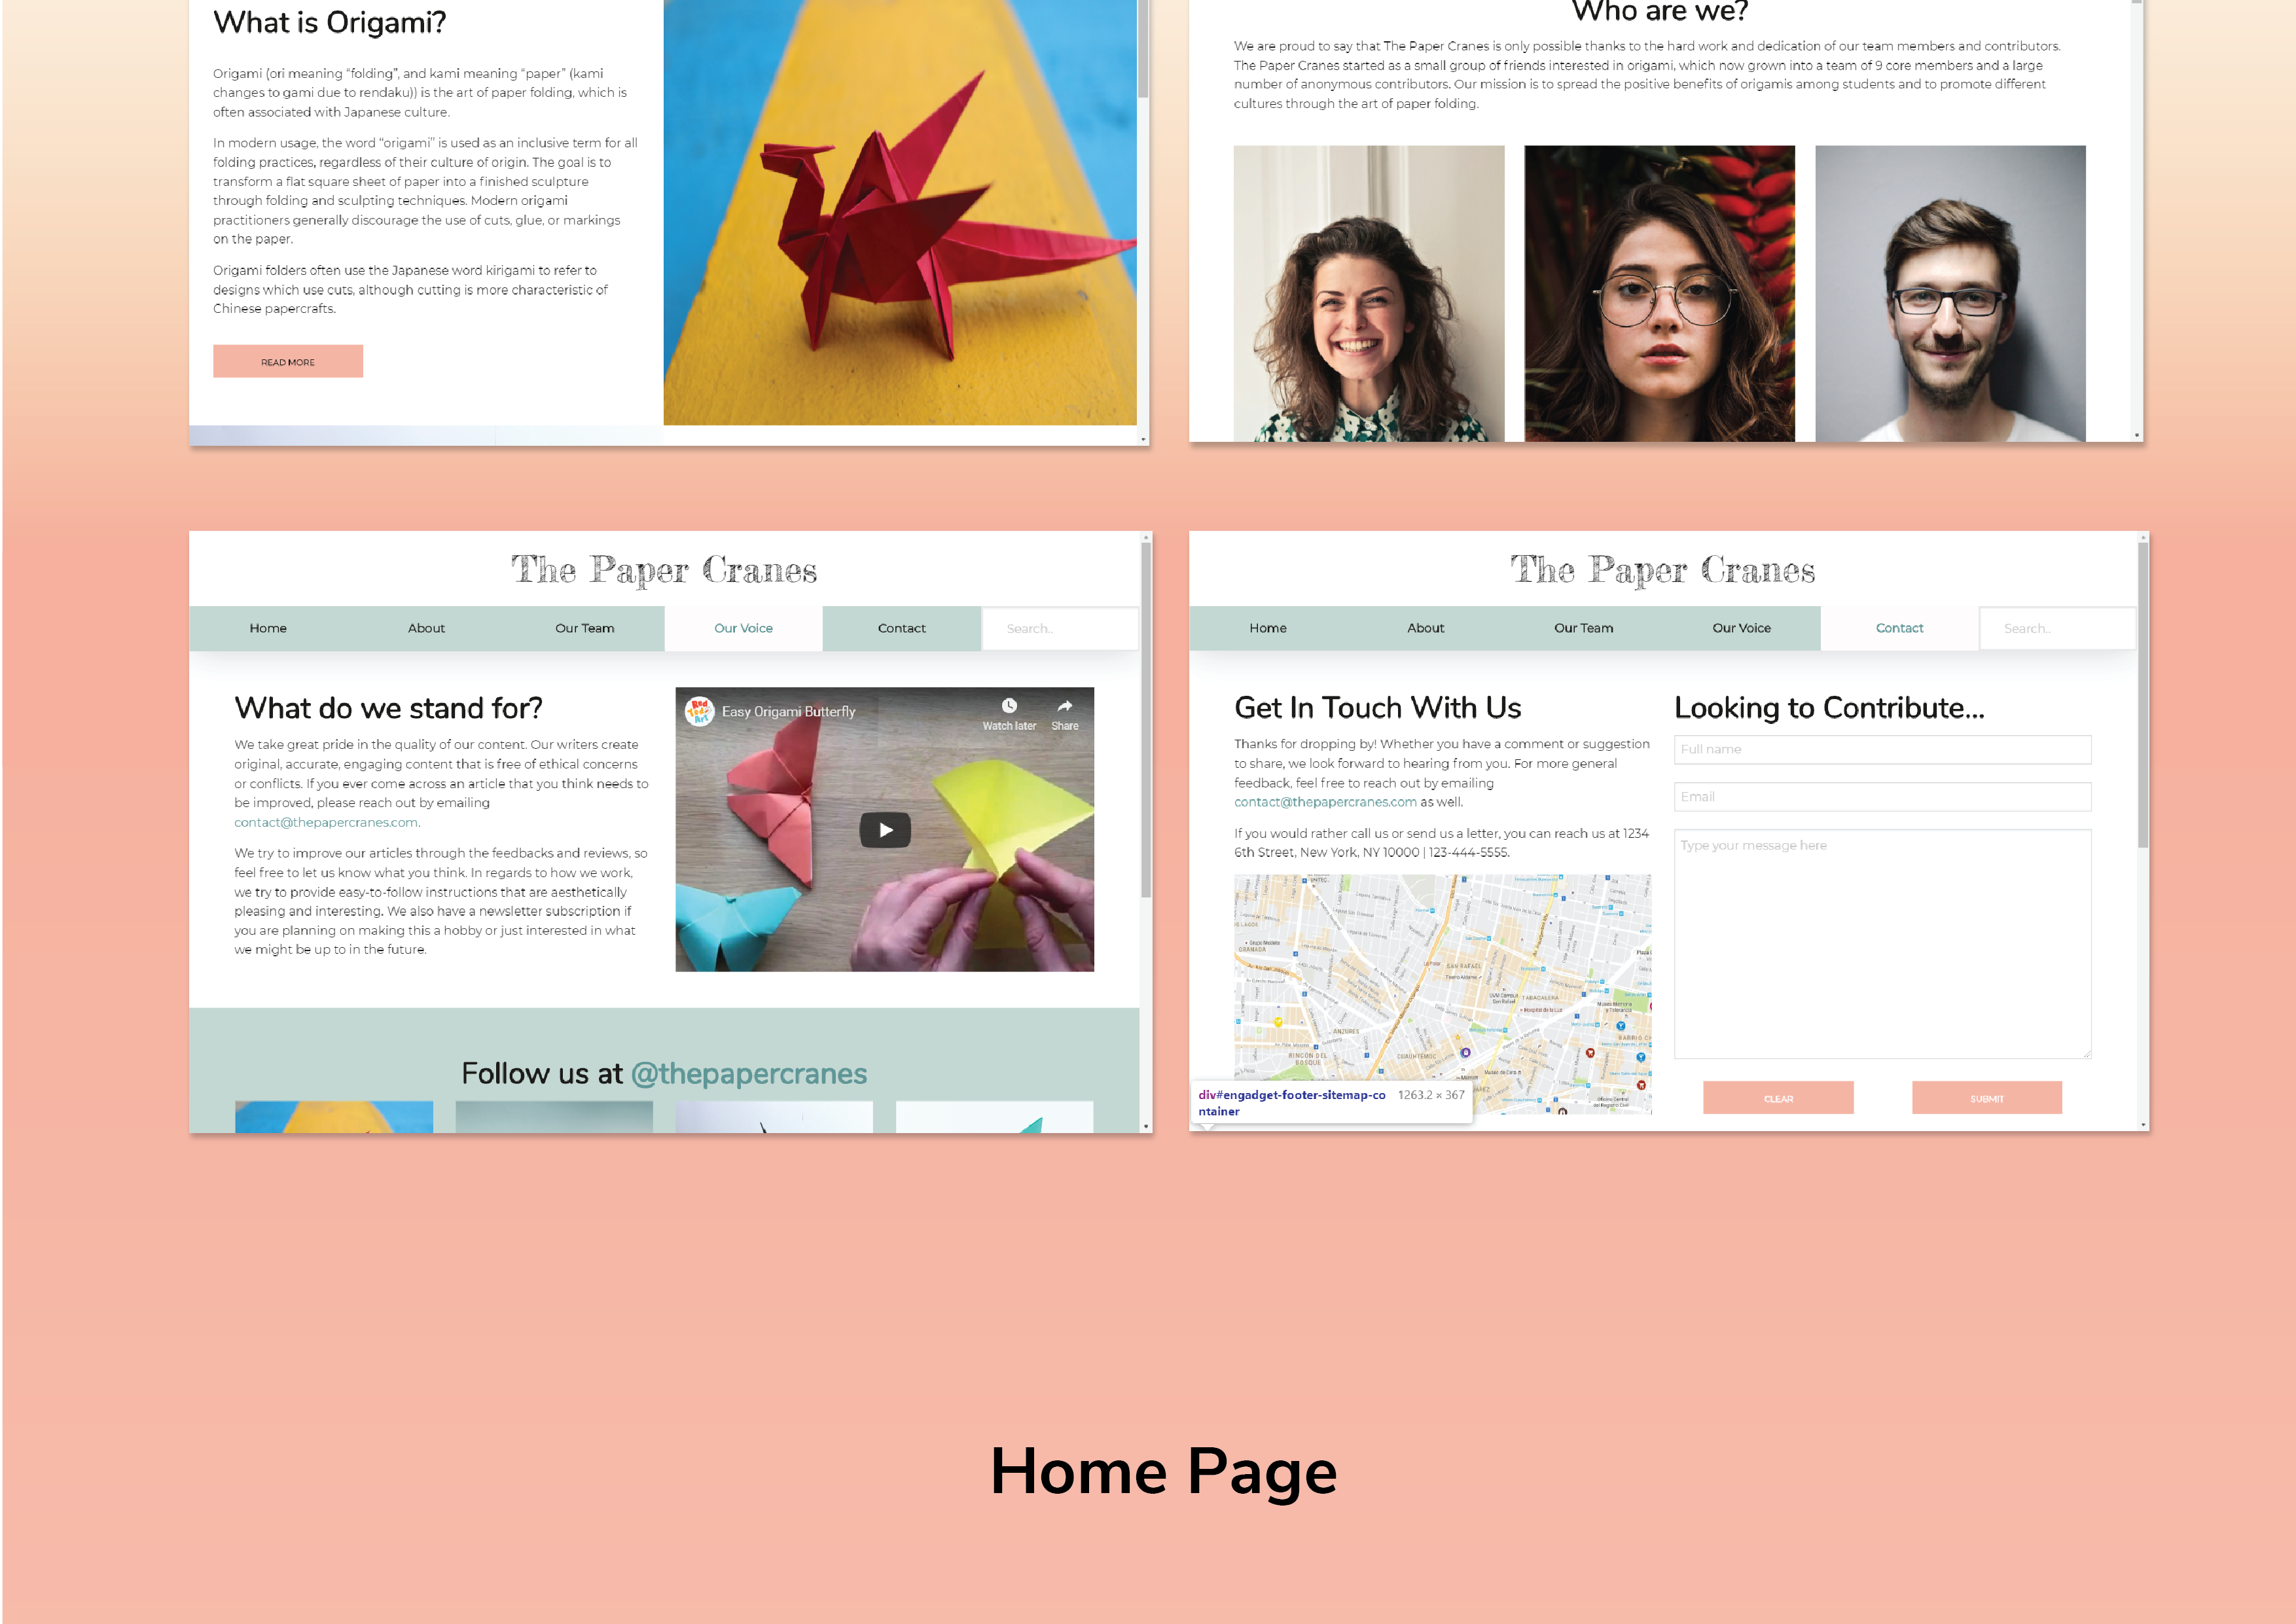 What is Origami?
Origami (ori meaning “folding”, and kami meaning “paper” (kami
changes to gami due to rendaku)) is the art of paper folding, which is
often associated with Japanese culture.
In modern usage, the word “origami” is used as an inclusive term for all
folding practices, regardless of their culture of origin. The goal is to
transform a flat square sheet of paper into a finished sculpture
through folding and sculpting techniques. Modern origami
practitioners generally discourage the use of cuts, glue, or markings
on the paper.
Origami folders often use the Japanese word kirigami to refer to
designs which use cuts, although cutting is more characteristic of
Chinese papercrafts.
READ MORE
Who are we?
We are proud to say that The Paper Cranes is only possible thanks to the hard work and dedication of our team members and contributors.
The Paper Cranes started as a small group of friends interested in origami, which now grown into a team of 9 core members and a large
number of anonymous contributors. Our mission is to spread the positive benefits of origamis among students and to promote different
cultures through the art of paper folding.
The Paper Cranes
Home About Our Team Our Voice Contact Search..
What do we stand for?
We take great pride in the quality of our content. Our writers create
original, accurate, engaging content that is free of ethical concerns
or conflicts. If you ever come across an article that you think needs to
be improved, please reach out by emailing
contact@thepapercranes.com.
We try to improve our articles through the feedbacks and reviews, so
feel free to let us know what you think. In regards to how we work,
we try to provide easy-to-follow instructions that are aesthetically
pleasing and interesting. We also have a newsletter subscription if
you are planning on making this a hobby or just interested in what
we might be up to in the future.
Red Ted Art
Easy Origami Butterfly
Watch later Share
Follow us at @thepapercranes
The Paper Cranes
Home About Our Team Our Voice Contact Search..
Get In Touch With Us
Thanks for dropping by! Whether you have a comment or suggestion
to share, we look forward to hearing from you. For more general
feedback, feel free to reach out by emailing
contact@thepapercranes.com as well.
If you would rather call us or send us a letter, you can reach us at 1234
6th Street, New York, NY 10000 | 123-444-5555.
GRANADA
SAN RAFAEL
TABACALERA
ANZURES
RINCÓN DEL
BOSQUE
CUAUHTÉMOC
div#engadget-footer-sitemap-co 1263.2 × 367
ntainer
Looking to Contribute...
Full name
Email
Type your message here
CLEAR SUBMIT
Home Page